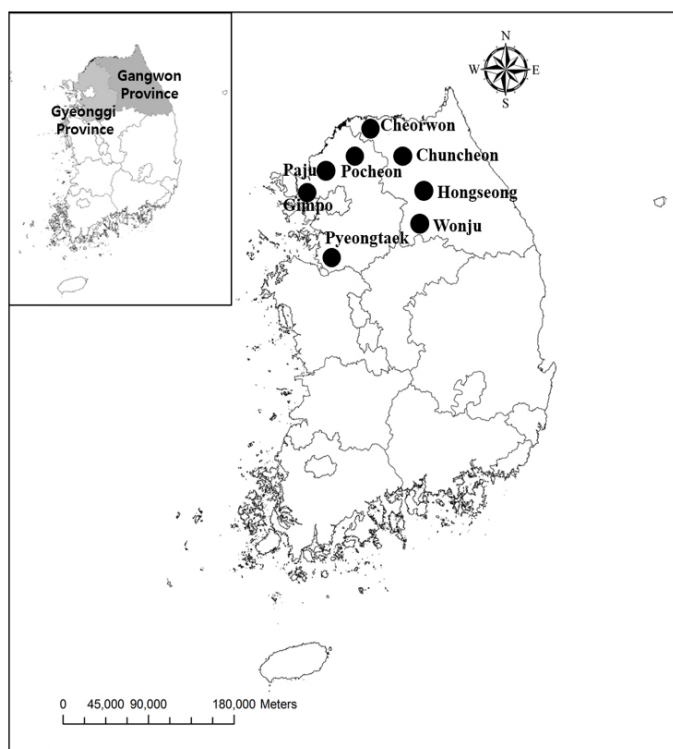 Gangwon
Province
Gyeonggi
Province
N
W E
S
Cheorwon
Chuncheon
Paju
Pocheon
Hongseong
Gimpo
Wonju
Pyeongtaek
0 45,000 90,000 180,000 Meters